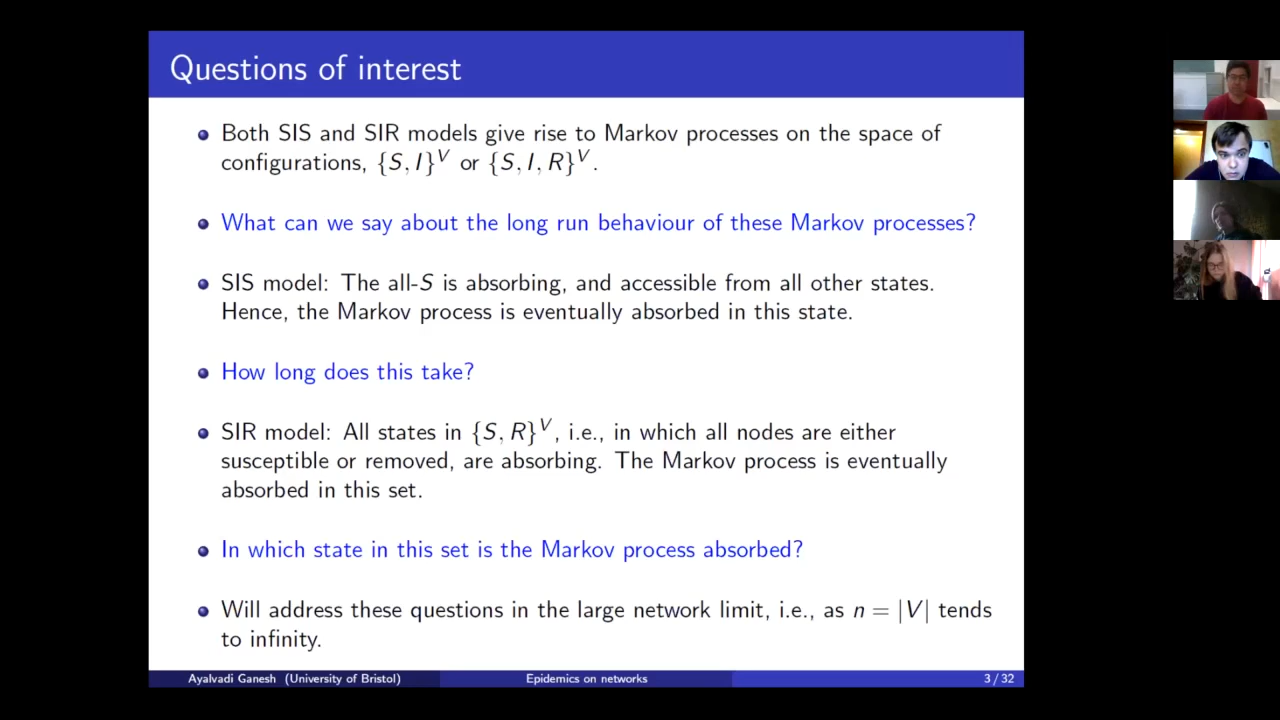 Questions of interest
Both SIS and SIR models give rise to Markov processes on the space of
configurations, {S, I}^V or {S, I, R}^V.
What can we say about the long run behaviour of these Markov processes?
SIS model: The all-S is absorbing, and accessible from all other states.
Hence, the Markov process is eventually absorbed in this state.
How long does this take?
SIR model: All states in {S, R}^V, i.e., in which all nodes are either
susceptible or removed, are absorbing. The Markov process is eventually
absorbed in this set.
In which state in this set is the Markov process absorbed?
Will address these questions in the large network limit, i.e., as n = |V| tends
to infinity.
Ayalvadi Ganesh (University of Bristol) Epidemics on networks 3 / 32